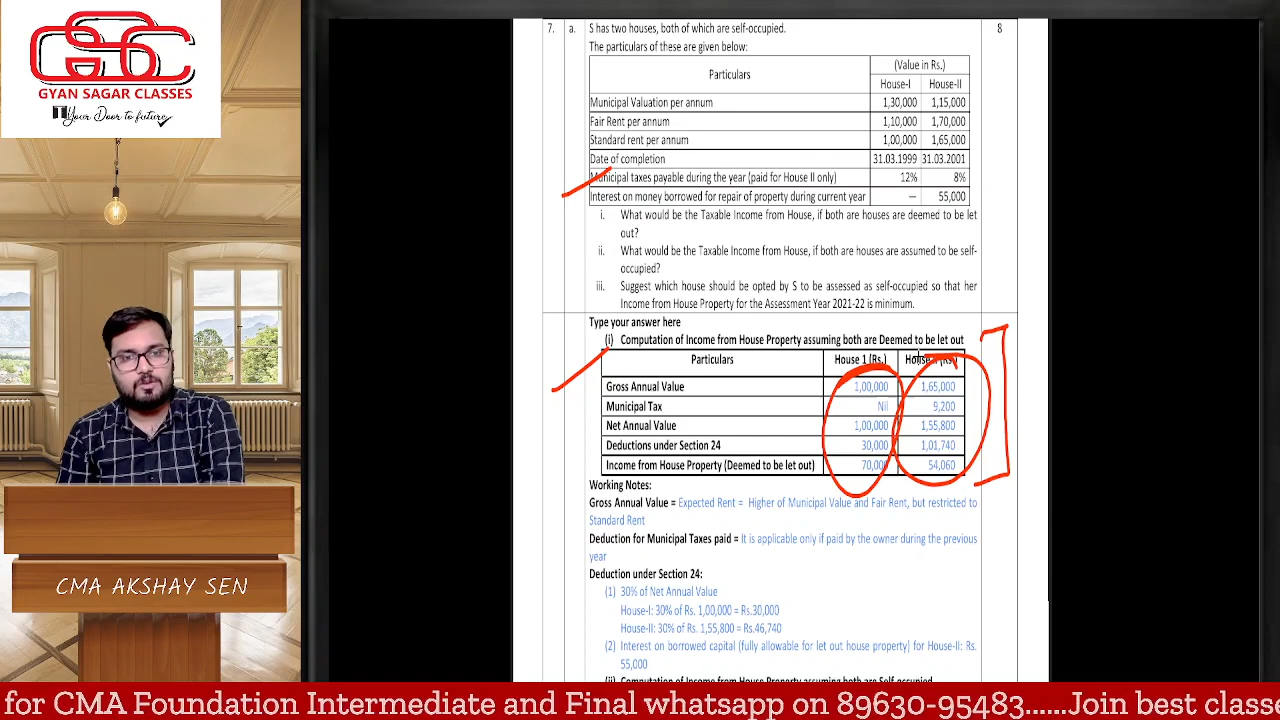 GSC
GYAN SAGAR CLASSES
Your Door to future
7. a. S has two houses, both of which are self-occupied. 8
The particulars of these are given below:
Particulars (Value in Rs.)
House-I House-II
Municipal Valuation per annum 1,30,000 1,15,000
Fair Rent per annum 1,10,000 1,70,000
Standard rent per annum 1,00,000 1,65,000
Date of completion 31.03.1999 31.03.2001
Municipal taxes payable during the year (paid for House II only) 12% 8%
Interest on money borrowed for repair of property during current year — 55,000
i. What would be the Taxable Income from House, if both are houses are deemed to be let
out?
ii. What would be the Taxable Income from House, if both are houses are assumed to be self-
occupied?
iii. Suggest which house should be opted by S to be assessed as self-occupied so that her
Income from House Property for the Assessment Year 2021-22 is minimum.
Type your answer here
(i) Computation of Income from House Property assuming both are Deemed to be let out
Particulars House 1 (Rs.)
Gross Annual Value 1,00,000 1,65,000
Municipal Tax Nil 9,200
Net Annual Value 1,00,000 1,55,800
Deductions under Section 24 30,000 1,01,740
Income from House Property (Deemed to be let out) 70,000 54,060
Working Notes:
Gross Annual Value = Expected Rent = Higher of Municipal Value and Fair Rent, but restricted to
Standard Rent
Deduction for Municipal Taxes paid = It is applicable only if paid by the owner during the previous
year
Deduction under Section 24:
(1) 30% of Net Annual Value
House-I: 30% of Rs. 1,00,000 = Rs.30,000
House-II: 30% of Rs. 1,55,800 = Rs.46,740
(2) Interest on borrowed capital (fully allowable for let out house property) for House-II: Rs.
55,000
(ii) Computation of Income from House Property assuming both are Self-occupied
CMA AKSHAY SEN
for CMA Foundation Intermediate and Final whatsapp on 89630-95483......Join best classe